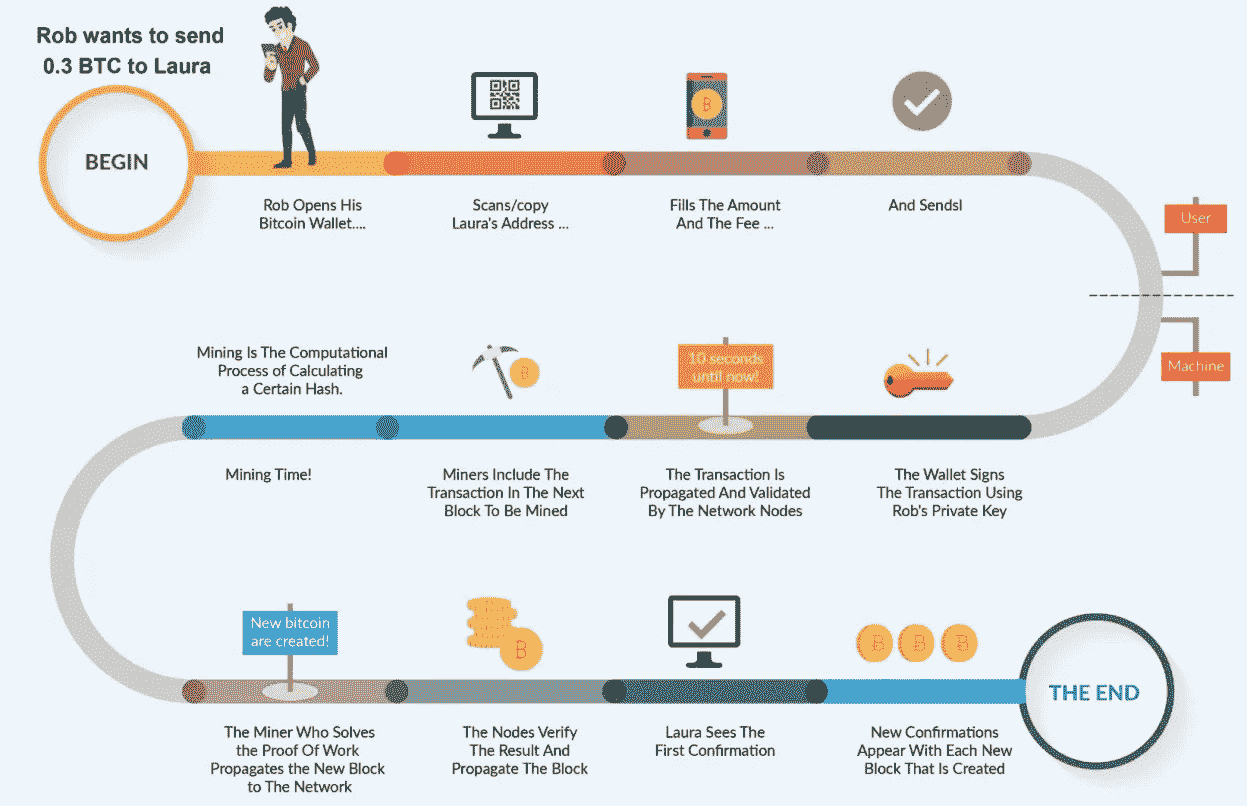 Rob wants to send
0.3 BTC to Laura
BEGIN
Rob Opens His
Bitcoin Wallet....
Scans/copy
Laura's Address ...
Fills The Amount
And The Fee ...
And Sends!
User
Machine
The Wallet Signs
The Transaction Using
Rob's Private Key
10 seconds
until now!
The Transaction Is
Propagated And Validated
By The Network Nodes
Miners Include The
Transaction In The Next
Block To Be Mined
Mining Is The Computational
Process of Calculating
a Certain Hash.
Mining Time!
New bitcoin
are created!
The Miner Who Solves
the Proof Of Work
Propagates the New Block
to The Network
The Nodes Verify
The Result And
Propagate The Block
Laura Sees The
First Confirmation
New Confirmations
Appear With Each New
Block That Is Created
THE END